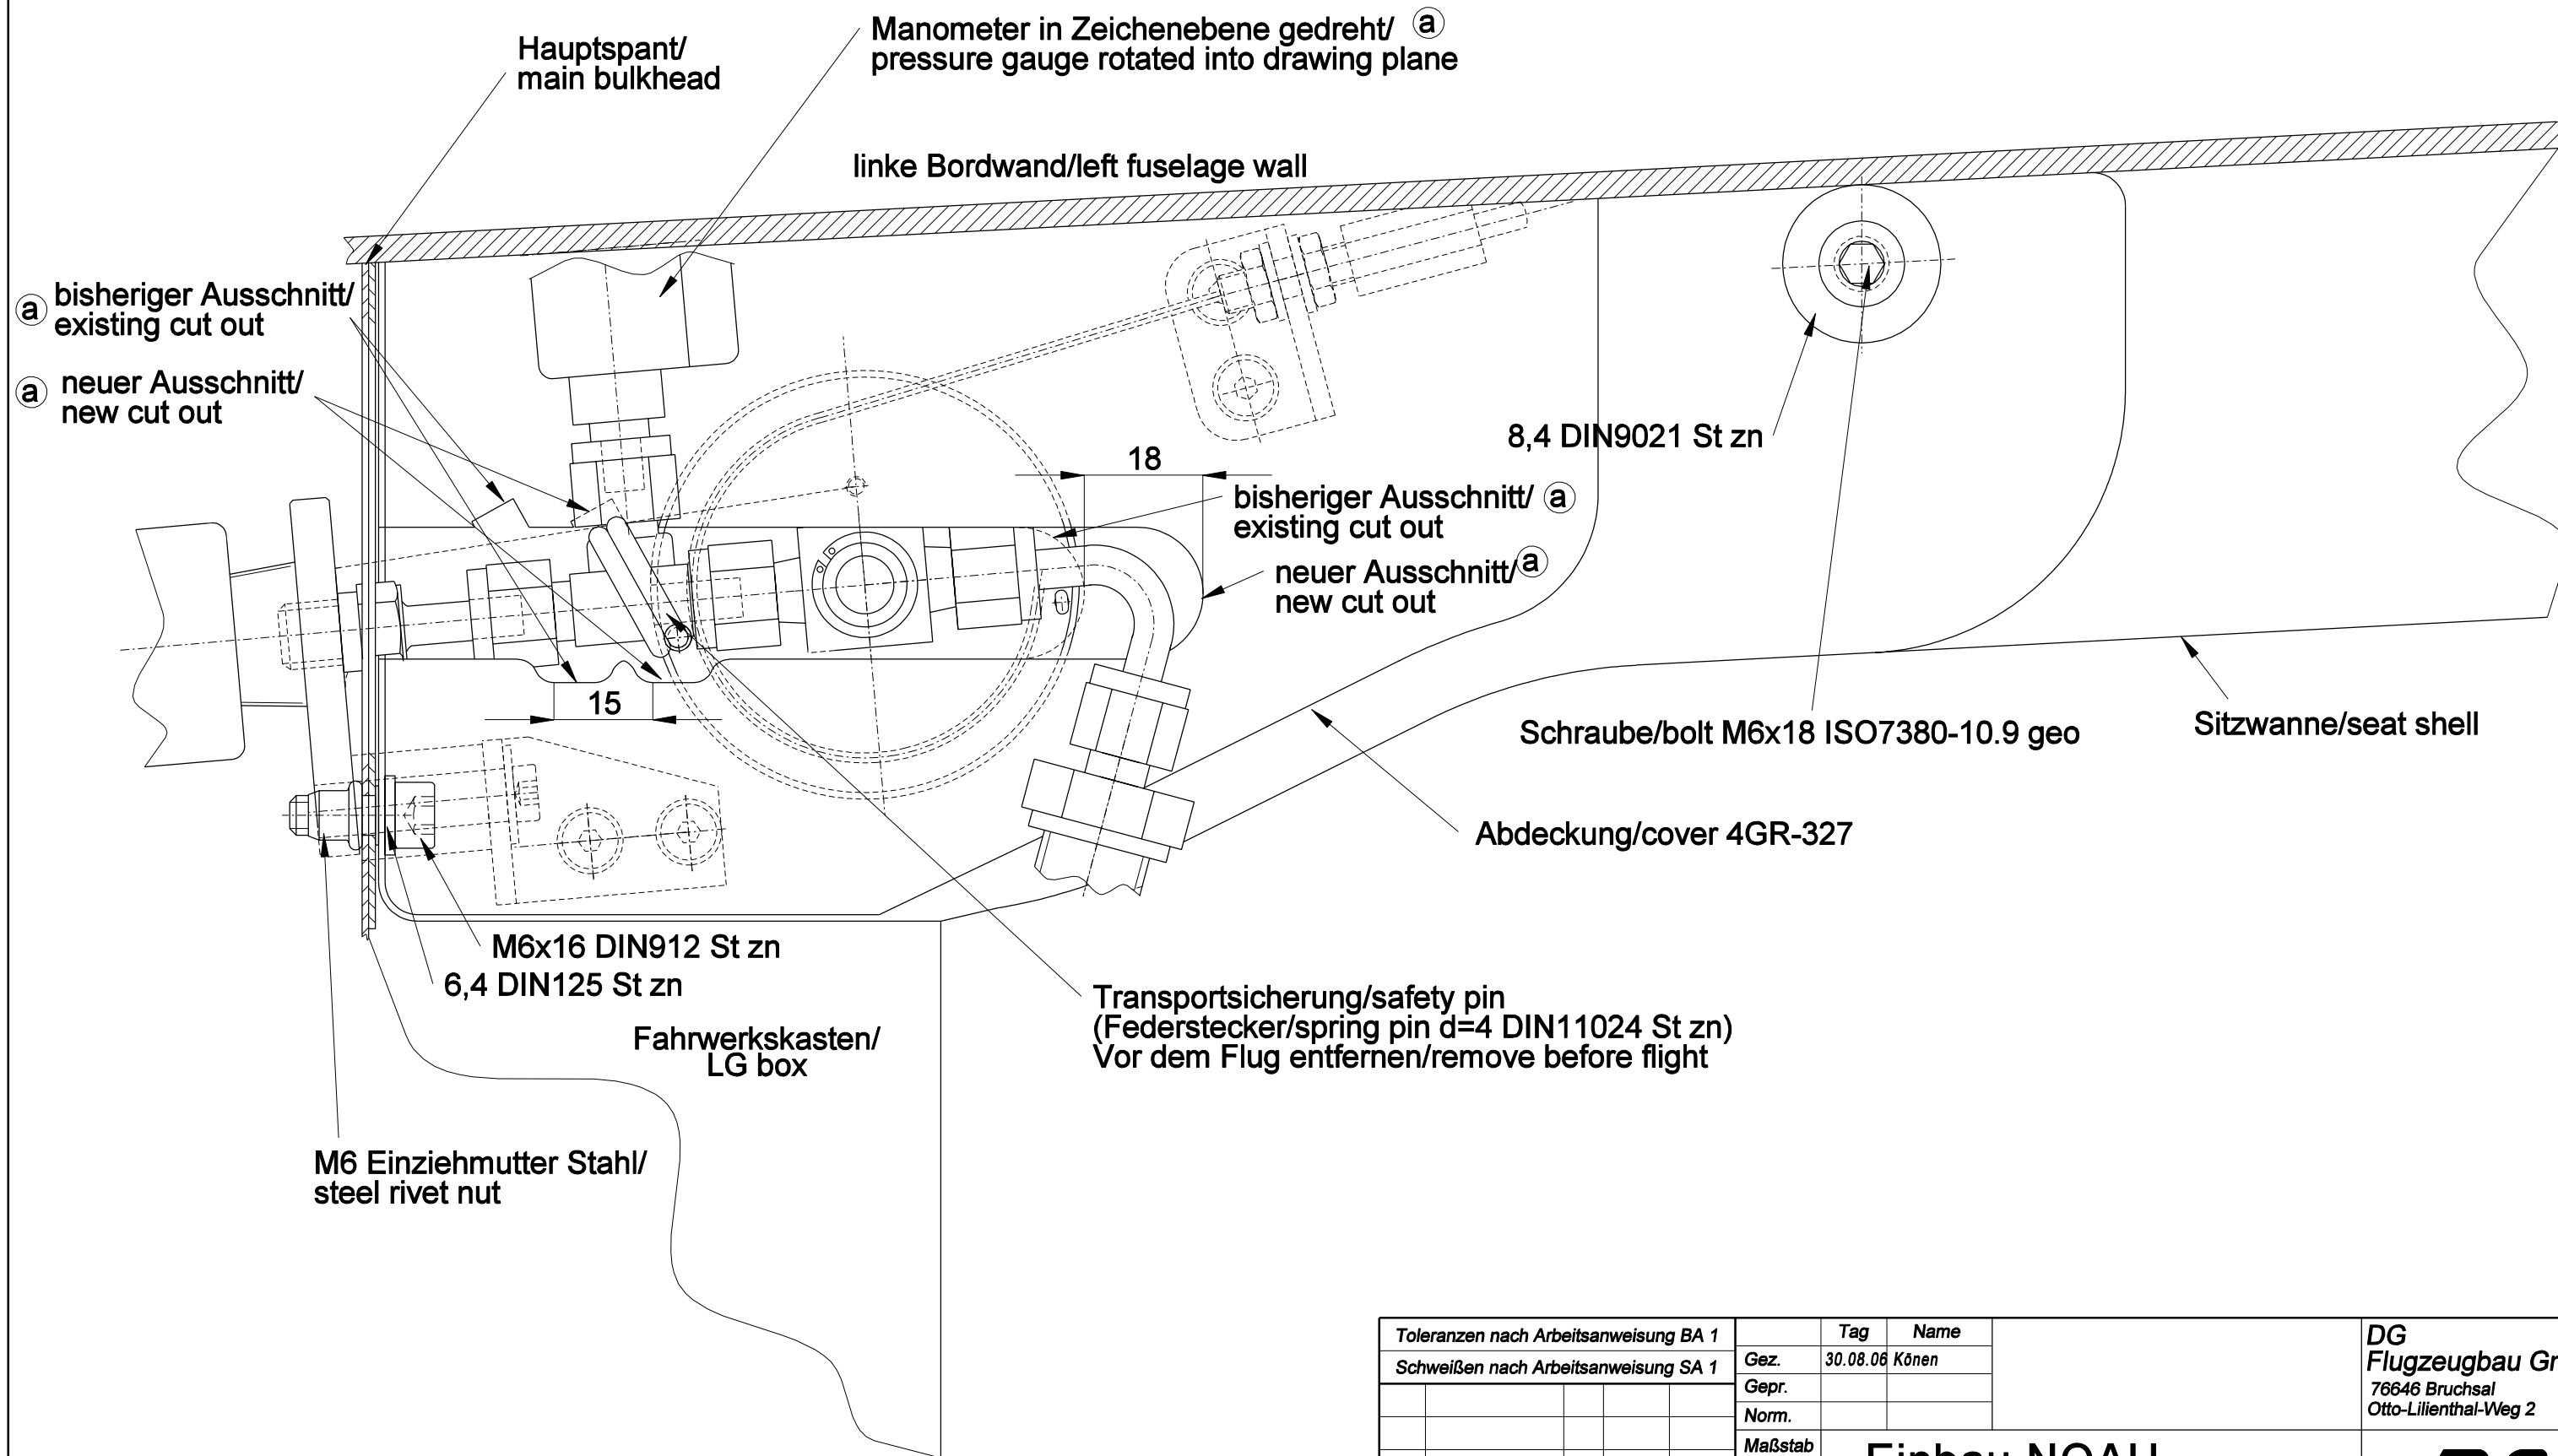 Hauptspant/
main bulkhead
Manometer in Zeichenebene gedreht/ a
pressure gauge rotated into drawing plane
linke Bordwand/left fuselage wall
a bisheriger Ausschnitt/
existing cut out
a neuer Ausschnitt/
new cut out
8,4 DIN9021 St zn
18
bisheriger Ausschnitt/ a
existing cut out
neuer Ausschnitt/ a
new cut out
15
Schraube/bolt M6x18 ISO7380-10.9 geo
Sitzwanne/seat shell
Abdeckung/cover 4GR-327
M6x16 DIN912 St zn
6,4 DIN125 St zn
Fahrwerkskasten/
LG box
Transportsicherung/safety pin
(Federstecker/spring pin d=4 DIN11024 St zn)
Vor dem Flug entfernen/remove before flight
M6 Einziehmutter Stahl/
steel rivet nut
Toleranzen nach Arbeitsanweisung BA 1
Schweißen nach Arbeitsanweisung SA 1
Tag Name
Gez. 30.08.06 Könen
Gepr.
Norm.
Maßstab
Einbau NOAH
DG
Flugzeugbau
76646 Bruchsal
Otto-Lilienthal-Weg 2